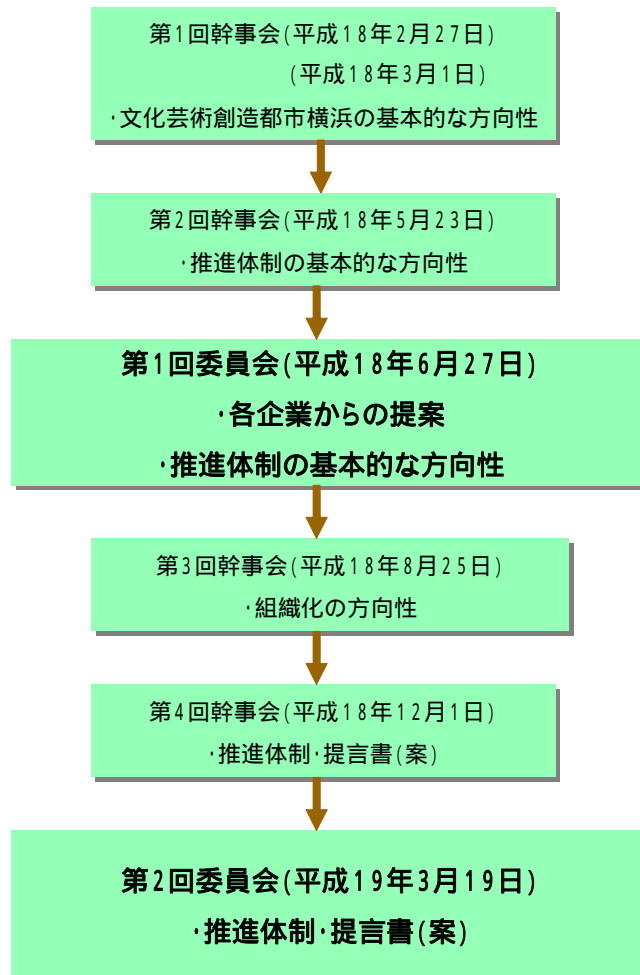 第1回幹事会(平成18年2月27日)
(平成18年3月1日)
・文化芸術創造都市横浜の基本的な方向性
第2回幹事会(平成18年5月23日)
・推進体制の基本的な方向性
第1回委員会(平成18年6月27日)
・各企業からの提案
・推進体制の基本的な方向性
第3回幹事会(平成18年8月25日)
・組織化の方向性
第4回幹事会(平成18年12月1日)
・推進体制・提言書(案)
第2回委員会(平成19年3月19日)
・推進体制・提言書(案)